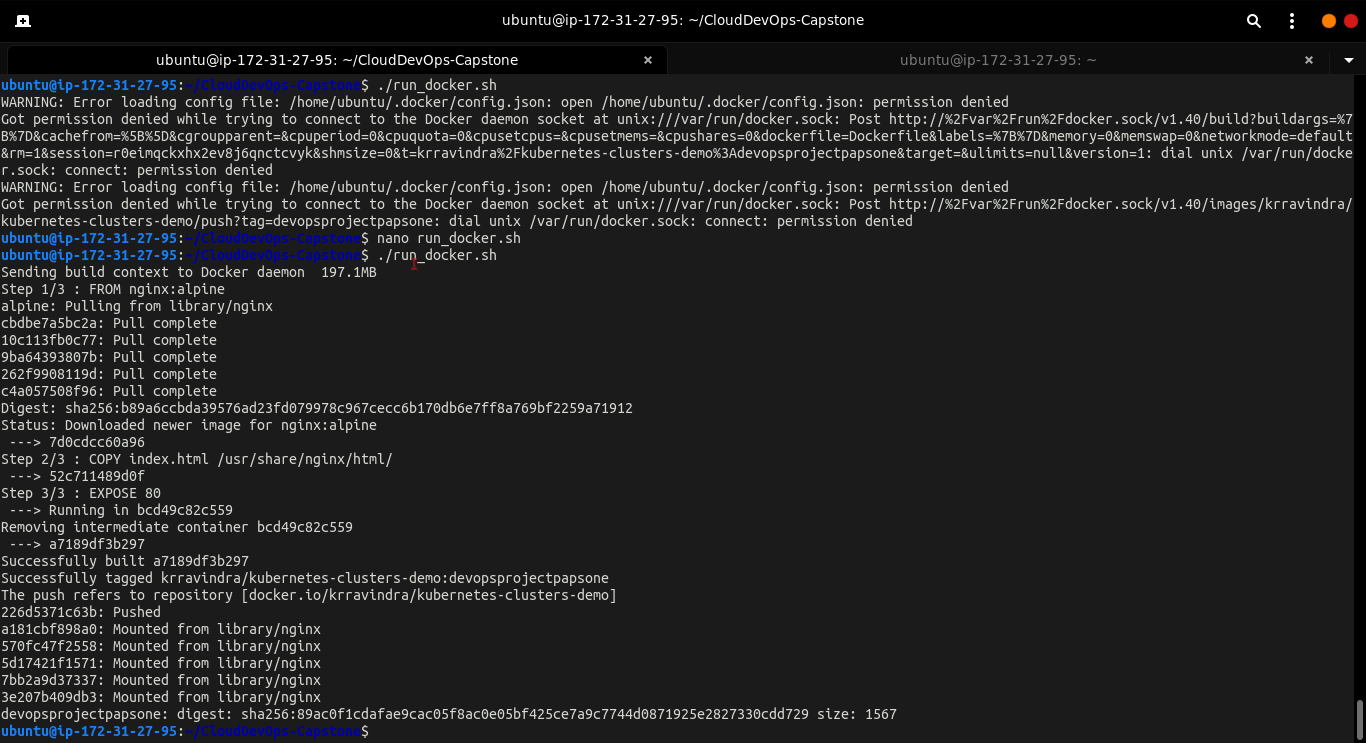 ubuntu@ip-172-31-27-95: ~/CloudDevOps-Capstone
ubuntu@ip-172-31-27-95: ~/CloudDevOps-Capstone × ubuntu@ip-172-31-27-95: ~ ×
ubuntu@ip-172-31-27-95:~/CloudDevOps-Capstone$ ./run_docker.sh
WARNING: Error loading config file: /home/ubuntu/.docker/config.json: open /home/ubuntu/.docker/config.json: permission denied
Got permission denied while trying to connect to the Docker daemon socket at unix:///var/run/docker.sock: Post http://%2Fvar%2Frun%2Fdocker.sock/v1.40/build?buildargs=%7
B%7D&cachefrom=%5B%5D&cgroupparent=&cpuperiod=0&cpuquota=0&cpusetcpus=&cpusetmems=&cpushares=0&dockerfile=Dockerfile&labels=%7B%7D&memory=0&memswap=0&networkmode=default
&rm=1&session=r0eimqckxhx2ev8j6qnctcvyk&shmsize=0&t=krravindra%2Fkubernetes-clusters-demo%3Adevopsprojectpapsone&target=&ulimits=null&version=1: dial unix /var/run/docke
r.sock: connect: permission denied
WARNING: Error loading config file: /home/ubuntu/.docker/config.json: open /home/ubuntu/.docker/config.json: permission denied
Got permission denied while trying to connect to the Docker daemon socket at unix:///var/run/docker.sock: Post http://%2Fvar%2Frun%2Fdocker.sock/v1.40/images/krravindra/
kubernetes-clusters-demo/push?tag=devopsprojectpapsone: dial unix /var/run/docker.sock: connect: permission denied
ubuntu@ip-172-31-27-95:~/CloudDevOps-Capstone$ nano run_docker.sh
ubuntu@ip-172-31-27-95:~/CloudDevOps-Capstone$ ./run_docker.sh
Sending build context to Docker daemon  197.1MB
Step 1/3 : FROM nginx:alpine
alpine: Pulling from library/nginx
cbdbe7a5bc2a: Pull complete
10c113fb0c77: Pull complete
9ba64393807b: Pull complete
262f9908119d: Pull complete
c4a057508f96: Pull complete
Digest: sha256:b89a6ccbda39576ad23fd079978c967cecc6b170db6e7ff8a769bf2259a71912
Status: Downloaded newer image for nginx:alpine
 ---> 7d0cdcc60a96
Step 2/3 : COPY index.html /usr/share/nginx/html/
 ---> 52c711489d0f
Step 3/3 : EXPOSE 80
 ---> Running in bcd49c82c559
Removing intermediate container bcd49c82c559
 ---> a7189df3b297
Successfully built a7189df3b297
Successfully tagged krravindra/kubernetes-clusters-demo:devopsprojectpapsone
The push refers to repository [docker.io/krravindra/kubernetes-clusters-demo]
226d5371c63b: Pushed
a181cbf898a0: Mounted from library/nginx
570fc47f2558: Mounted from library/nginx
5d17421f1571: Mounted from library/nginx
7bb2a9d37337: Mounted from library/nginx
3e207b409db3: Mounted from library/nginx
devopsprojectpapsone: digest: sha256:89ac0f1cdafae9cac05f8ac0e05bf425ce7a9c7744d0871925e2827330cdd729 size: 1567
ubuntu@ip-172-31-27-95:~/CloudDevOps-Capstone$